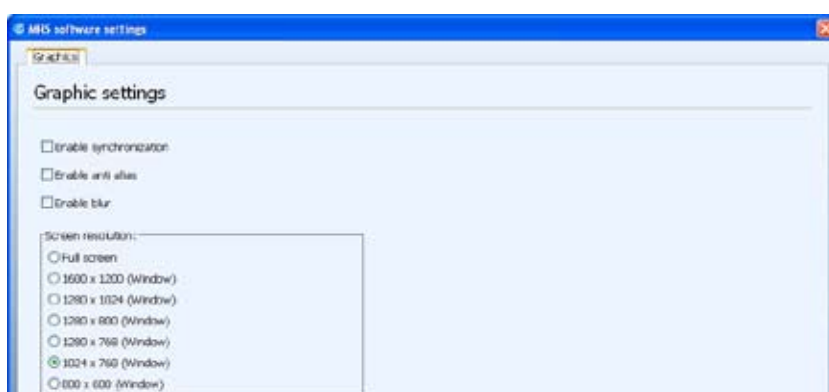 MRS software settings
Graphics
Graphic settings
Enable synchronization
Enable anti alias
Enable blur
Screen resolution:
Full screen
1600 x 1200 (Window)
1280 x 1024 (Window)
1280 x 800 (Window)
1280 x 768 (Window)
1024 x 768 (Window)
800 x 600 (Window)